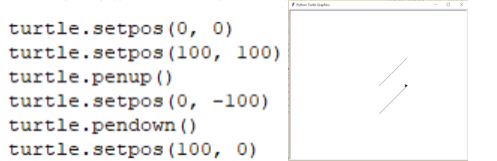 turtle.setpos(0, 0)
turtle.setpos(100, 100)
turtle.penup()
turtle.setpos(0, -100)
turtle.pendown()
turtle.setpos(100, 0)
Python Turtle Graphics